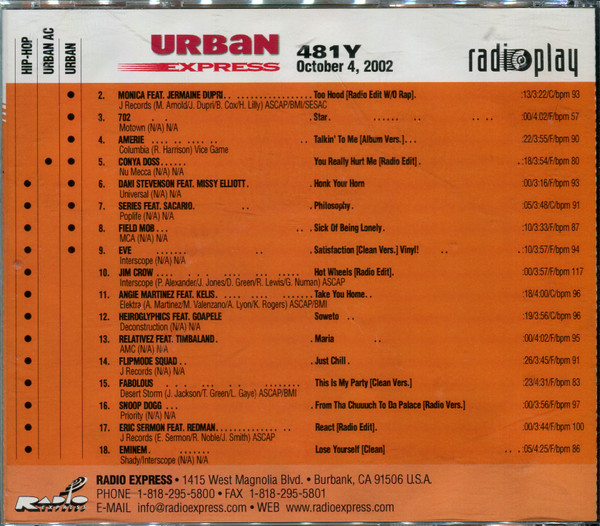 HIP-HOP
URBAN AC
URBAN
URBAN
EXPRESS
481Y
October 4, 2002
radioplay
2. MONICA FEAT. JERMAINE DUPRI.. Too Hood [Radio Edit W/O Rap]. :13/3:22/C/bpm 93
J Records (M. Arnold/J. Dupri/B. Cox/H. Lilly) ASCAP/BMI/SESAC
3. 702 Star. :00/4:02/F/bpm 57
Motown (N/A) N/A
4. AMERIE Talkin' To Me [Album Vers.]. :22/3:55/F/bpm 90
Columbia (R. Harrison) Vice Game
5. CONYA DOSS You Really Hurt Me [Radio Edit]. :18/3:54/F/bpm 80
Nu Mecca (N/A) N/A
6. DANI STEVENSON FEAT. MISSY ELLIOTT. Honk Your Horn :00/3:16/F/bpm 93
Universal (N/A) N/A
7. SERIES FEAT. SACARIO. Philosophy. :05/3:48/C/bpm 91
Poplife (N/A) N/A
8. FIELD MOB Sick Of Being Lonely. :10/3:33/F/bpm 87
MCA (N/A) N/A
9. EVE Satisfaction [Clean Vers.] Vinyl! :10/3:57/F/bpm 94
Interscope (N/A) N/A
10. JIM CROW Hot Wheels [Radio Edit]. :00/3:57/F/bpm 117
Interscope (P. Alexander/J. Jones/D. Green/R. Lewis/G. Numan) ASCAP
11. ANGIE MARTINEZ FEAT. KELIS. Take You Home. :18/4:00/C/bpm 96
Elektra (A. Martinez/M. Valenzano/A. Lyon/K. Rogers) ASCAP/BMI
12. HEIROGLYPHICS FEAT. GOAPELE Soweto :19/3:56/C/bpm 96
Deconstruction (N/A) N/A
13. RELATIVEZ FEAT. TIMBALAND. Maria :00/4:02/F/bpm 95
AMC (N/A) N/A
14. FLIPMODE SQUAD Just Chill. :26/3:45/F/bpm 91
J Records (N/A) N/A
15. FABOLOUS This Is My Party [Clean Vers.] :23/4:31/F/bpm 83
Desert Storm (J. Jackson/T. Green/L. Gaye) ASCAP/BMI
16. SNOOP DOGG From Tha Chuuuch To Da Palace [Radio Vers.] :00/3:56/F/bpm 97
Priority (N/A) N/A
17. ERIC SERMON FEAT. REDMAN React [Radio Edit]. :00/3:44/F/bpm 100
J Records (E. Sermon/R. Noble/J. Smith) ASCAP
18. EMINEM. Lose Yourself [Clean] :05/4:25/F/bpm 86
Shady/Interscope (N/A) N/A
RADIO EXPRESS
RADIO EXPRESS • 1415 West Magnolia Blvd. • Burbank, CA 91506 U.S.A.
PHONE 1-818-295-5800 • FAX 1-818-295-5801
E-MAIL info@radioexpress.com • WEB www.radioexpress.com